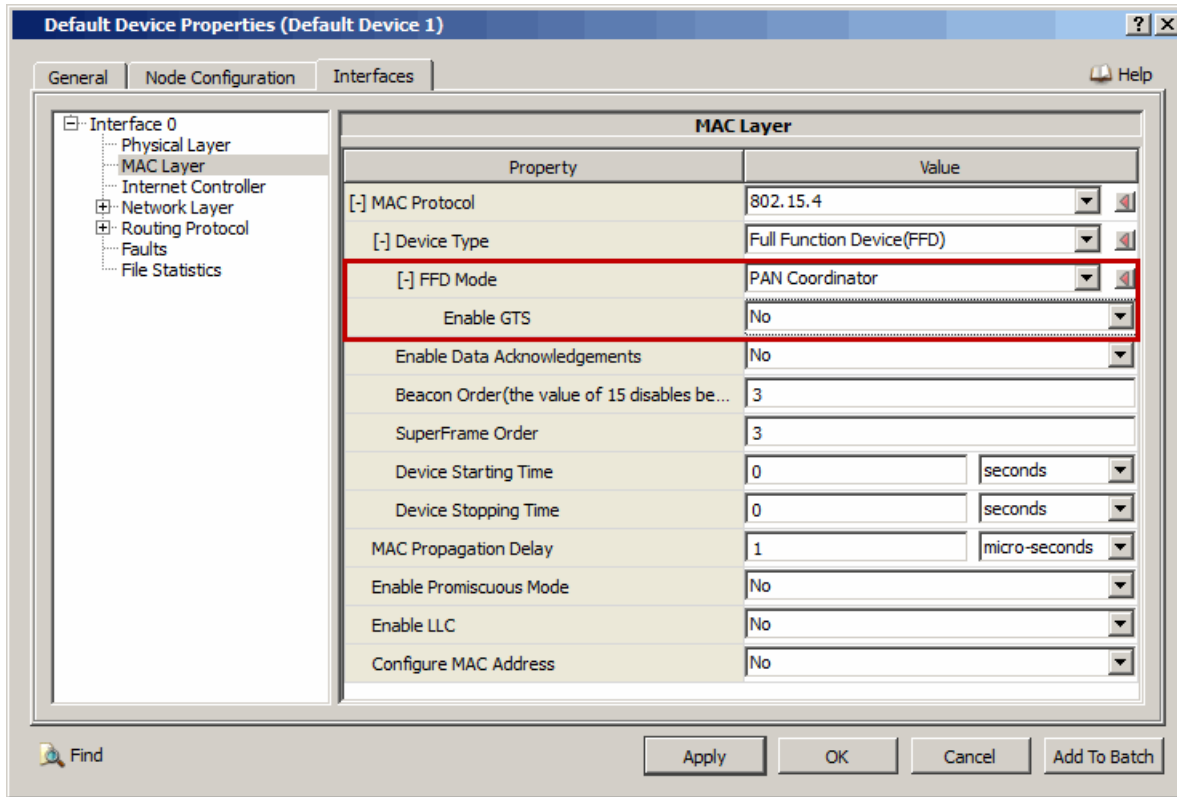 Default Device Properties (Default Device 1)
General Node Configuration Interfaces Help
Interface 0
Physical Layer
MAC Layer
Internet Controller
Network Layer
Routing Protocol
Faults
File Statistics
MAC Layer
Property Value
[-] MAC Protocol 802.15.4
[-] Device Type Full Function Device(FFD)
[-] FFD Mode PAN Coordinator
Enable GTS No
Enable Data Acknowledgements No
Beacon Order(the value of 15 disables be... 3
SuperFrame Order 3
Device Starting Time 0 seconds
Device Stopping Time 0 seconds
MAC Propagation Delay 1 micro-seconds
Enable Promiscuous Mode No
Enable LLC No
Configure MAC Address No
Find Apply OK Cancel Add To Batch